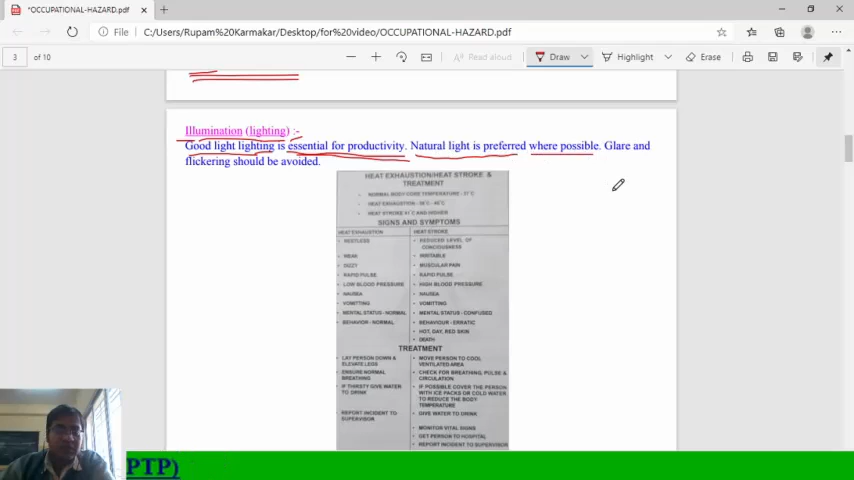 *OCCUPATIONAL-HAZARD.pdf
File
C:/Users/Rupam%20Karmakar/Desktop/for%20video/OCCUPATIONAL-HAZARD.pdf
3 of 10
Read aloud
Draw
Highlight
Erase
Illumination (lighting) :-
Good light lighting is essential for productivity. Natural light is preferred where possible. Glare and
flickering should be avoided.
HEAT EXHAUSTION/HEAT STROKE &
TREATMENT
NORMAL BODY CORE TEMPERATURE - 37°C
HEAT EXHAUSTION - 38°C - 40°C
HEAT STROKE 41°C AND HIGHER
SIGNS AND SYMPTOMS
HEAT EXHAUSTION HEAT STROKE
• RESTLESS • REDUCED LEVEL OF
CONCIOUSNESS
• WEAK • IRRITABLE
• DIZZY • MUSCULAR PAIN
• RAPID PULSE • RAPID PULSE
• LOW BLOOD PRESSURE • HIGH BLOOD PRESSURE
• NAUSEA • NAUSEA
• VOMITTING • VOMITTING
• MENTAL STATUS - NORMAL • MENTAL STATUS - CONFUSED
• BEHAVIOR - NORMAL • BEHAVIOUR - ERRATIC
• HOT, DAY, RED SKIN
• DEATH
TREATMENT
• LAY PERSON DOWN & • MOVE PERSON TO COOL
ELEVATE LEGS VENTILATED AREA
• ENSURE NORMAL • CHECK FOR BREATHING, PULSE &
BREATHING CIRCULATION
• IF THIRSTY GIVE WATER • IF POSSIBLE COVER THE PERSON
TO DRINK WITH ICE PACKS OR COLD WATER
TO REDUCE THE BODY
TEMPERATURE
REPORT INCIDENT TO • GIVE WATER TO DRINK
SUPERVISOR
• MONITOR VITAL SIGNS
• GET PERSON TO HOSPITAL
• REPORT INCIDENT TO SUPERVISOR
PTP)